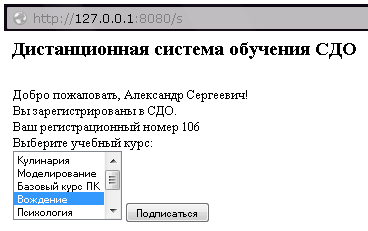 http://127.0.0.1:8080/s
Дистанционная система обучения СДО
Добро пожаловать, Александр Сергеевич!
Вы зарегистрированы в СДО.
Ваш регистрационный номер 106
Выберите учебный курс:
Кулинария
Моделирование
Базовый курс ПК
Вождение
Психология
Подписаться